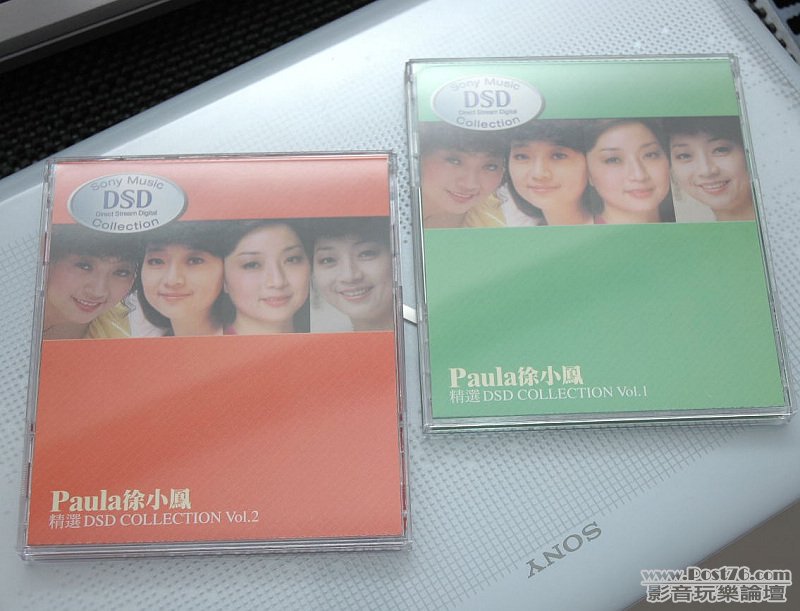 Sony Music
DSD
Direct Stream Digital
Collection
Paula徐小鳳
精選 DSD COLLECTION Vol.2
Sony Music
DSD
Direct Stream Digital
Collection
Paula徐小鳳
精選 DSD COLLECTION Vol.1
SONY
www.Post76.com
影音玩樂論壇